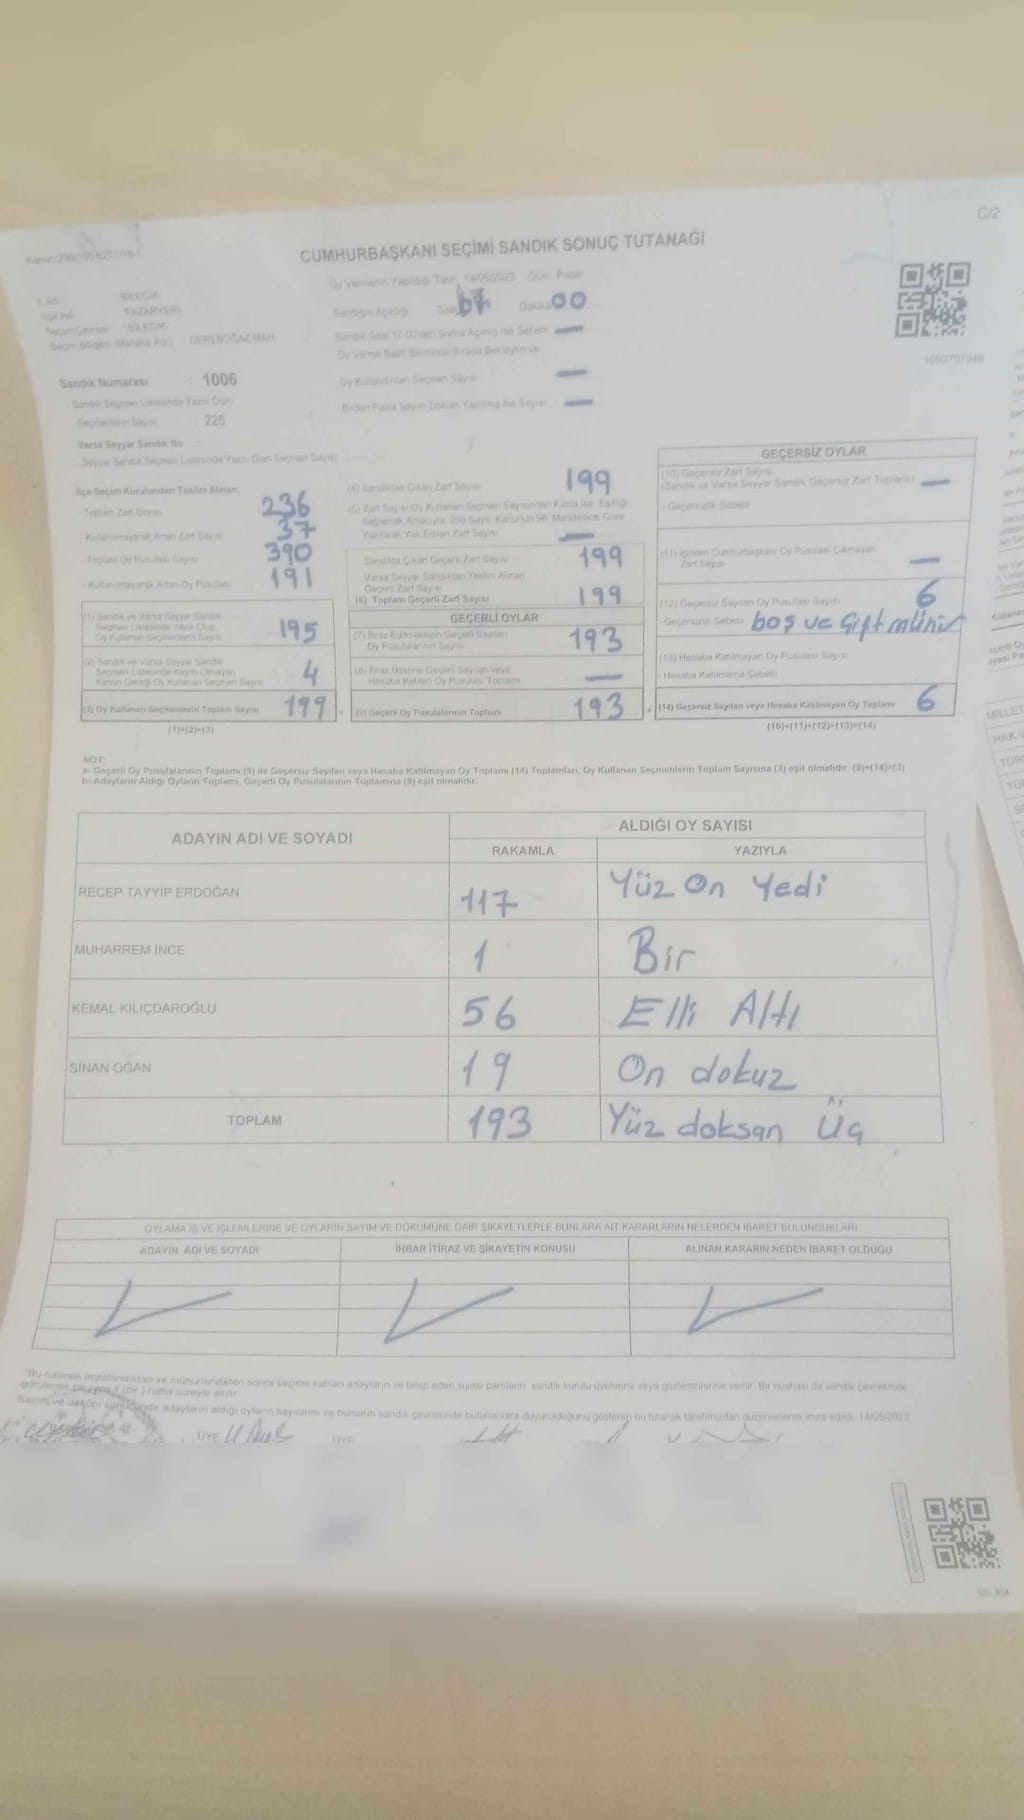 C/2
CUMHURBAŞKANI SEÇİMİ SANDIK SONUÇ TUTANAĞI
Oy Vermenin Yapıldığı Tarih 14/05/2023 Gün: Pazar
İl Adı BİLECİK
İlçe Adı PAZARYERİ
Seçim Çevresi : BİLECİK
Seçim Bölgesi (Mahalle Adı) DEREBOĞAZ MAH.
Sandığın Açıldığı Saat Dakika 00
Sandık Saat 17:00'den Sonra Açılmış İse Sebebi —
Oy Verme Saati Bitiminde Sırada Bekleyen ve
Oy Kullandırılan Seçmen Sayısı —
Birden Fazla Sayım Döküm Yapılmış İse Sayısı —
Sandık Numarası : 1006
Sandık Seçmen Listesinde Yazılı Olan
Seçmenlerin Sayısı : 226
Varsa Seyyar Sandık No
Seyyar Sandık Seçmen Listesinde Yazılı Olan Seçmen Sayısı
İlçe Seçim Kurulundan Teslim Alınan;
- Toplam Zarf Sayısı 236
- Kullanılmayarak Artan Zarf Sayısı 37
- Toplam Oy Pusulası Sayısı 390
- Kullanılmayarak Artan Oy Pusulası 191
(1) Sandık ve Varsa Seyyar Sandık
Seçmen Listesinde Yazılı Olup
Oy Kullanan Seçmenlerin Sayısı 195
(2) Sandık ve Varsa Seyyar Sandık
Seçmen Listesinde Kayıtlı Olmayan
Kanun Gereği Oy Kullanan Seçmen Sayısı 4
(3) Oy Kullanan Seçmenlerin Toplam Sayısı 199 =
(1)+(2)=(3)
(4) Sandıktan Çıkan Zarf Sayısı 199
(5) Zarf Sayısı Oy Kullanan Seçmen Sayısından Fazla İse, Eşitliği
Sağlamak Amacıyla; 298 Sayılı Kanunun 98. Maddesine Göre
Yakılarak Yok Edilen Zarf Sayısı —
Sandıkta Çıkan Geçerli Zarf Sayısı 199
Varsa Seyyar Sandıktan Teslim Alınan
Geçerli Zarf Sayısı
(6) Toplam Geçerli Zarf Sayısı 199
GEÇERLİ OYLAR
(7) İtiraz Edilmeksizin Geçerli Sayılan
Oy Pusulalarının Sayısı 193
(8) İtiraz Üzerine Geçerli Sayılan veya
Hesaba Katılan Oy Pusulası Toplamı —
(9) Geçerli Oy Pusulalarının Toplamı 193 +
GEÇERSİZ OYLAR
(10) Geçersiz Zarf Sayısı
(Sandık ve Varsa Seyyar Sandık Geçersiz Zarf Toplamı) —
- Geçersizlik Sebebi
(11) İçinden Cumhurbaşkanı Oy Pusulası Çıkmayan
Zarf Sayısı —
(12) Geçersiz Sayılan Oy Pusulası Sayısı 6
- Geçersizlik Sebebi boş ve Çift mühür
(13) Hesaba Katılmayan Oy Pusulası Sayısı
- Hesaba Katılmama Sebebi
(14) Geçersiz Sayılan veya Hesaba Katılmayan Oy Toplamı 6
(10)+(11)+(12)+(13)=(14)
NOT:
a- Geçerli Oy Pusulalarının Toplamı (9) ile Geçersiz Sayılan veya Hesaba Katılmayan Oy Toplamı (14) Toplamları, Oy Kullanan Seçmenlerin Toplam Sayısına (3) eşit olmalıdır. (9)+(14)=(3)
b- Adayların Aldığı Oyların Toplamı, Geçerli Oy Pusulalarının Toplamına (9) eşit olmalıdır.
ADAYIN ADI VE SOYADI ALDIĞI OY SAYISI
RAKAMLA YAZIYLA
RECEP TAYYİP ERDOĞAN 117 Yüz On Yedi
MUHARREM İNCE 1 Bir
KEMAL KILIÇDAROĞLU 56 Elli Altı
SİNAN OĞAN 19 On dokuz
TOPLAM 193 Yüz doksan Üç
OYLAMA İŞ VE İŞLEMLERİNE VE OYLARIN SAYIM VE DÖKÜMÜNE DAİR ŞİKAYETLERLE BUNLARA AİT KARARLARIN NELERDEN İBARET BULUNDUKLARI
ADAYIN ADI VE SOYADI İHBAR İTİRAZ VE ŞİKAYETİN KONUSU ALINAN KARARIN NEDEN İBARET OLDUĞU
*Bu tutanak imzalandıktan ve mühürlendikten sonra seçime katılan adayların ve talep eden siyasi partilerin sandık kurulu üyelerine veya gözlemcilerine verilir. Bir nüshası da sandık çevresinde
görülecek bir yere 1 (bir) hafta süreyle asılır.
Sayım ve döküm sonucunda adayların aldığı oyların sayılarını ve bunların sandık çevresinde bulunanlara duyurulduğunu gösteren bu tutanak tarafımızdan düzenlenerek imza edildi. 14/05/2023
ÜYE ÜYE
MİLLET